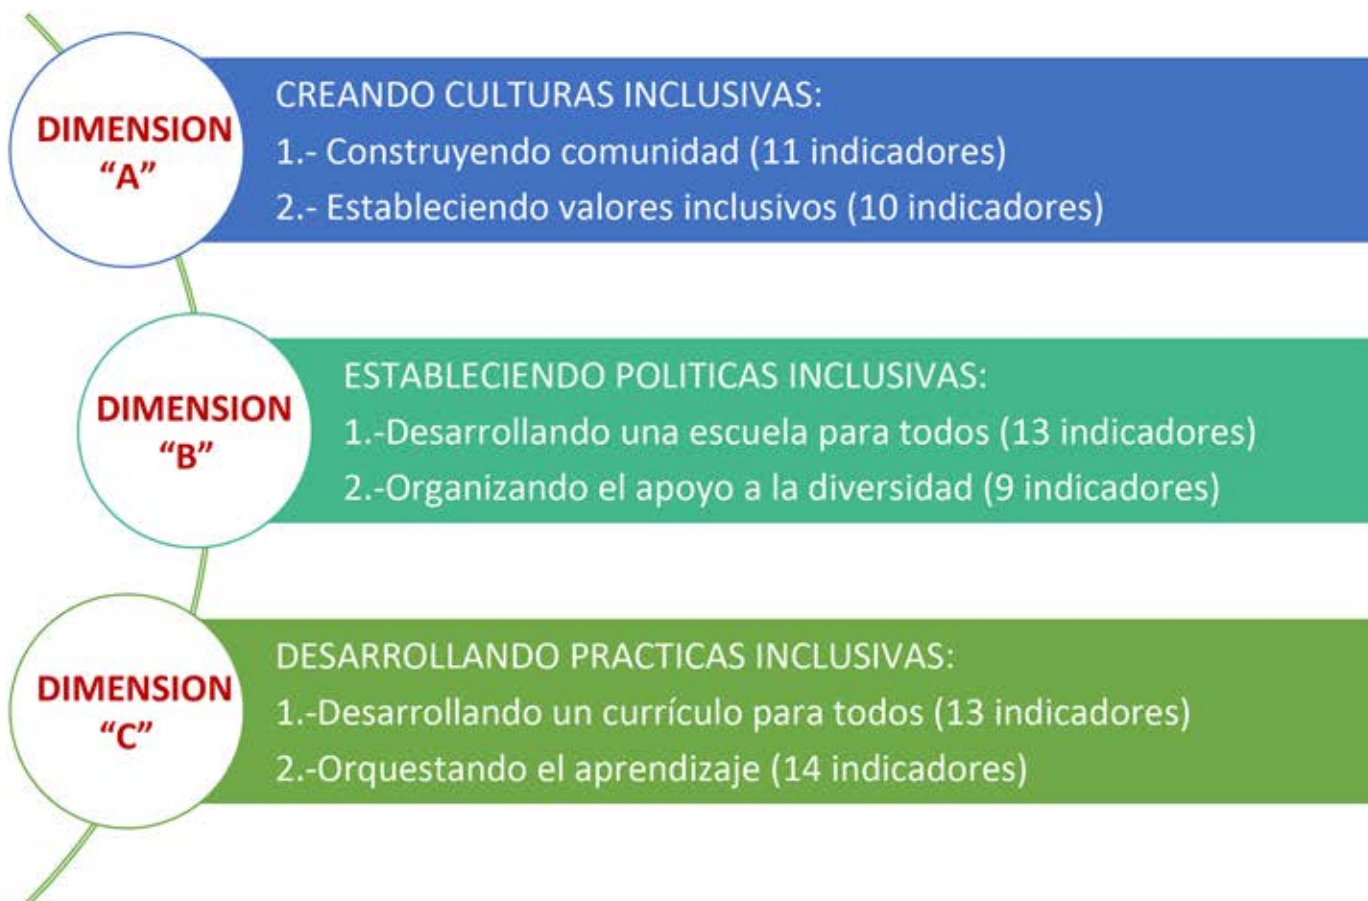 DIMENSION
“A”
CREANDO CULTURAS INCLUSIVAS:
1.- Construyendo comunidad (11 indicadores)
2.- Estableciendo valores inclusivos (10 indicadores)
DIMENSION
“B”
ESTABLECIENDO POLITICAS INCLUSIVAS:
1.-Desarrollando una escuela para todos (13 indicadores)
2.-Organizando el apoyo a la diversidad (9 indicadores)
DIMENSION
“C”
DESARROLLANDO PRACTICAS INCLUSIVAS:
1.-Desarrollando un currículo para todos (13 indicadores)
2.-Orquestando el aprendizaje (14 indicadores)